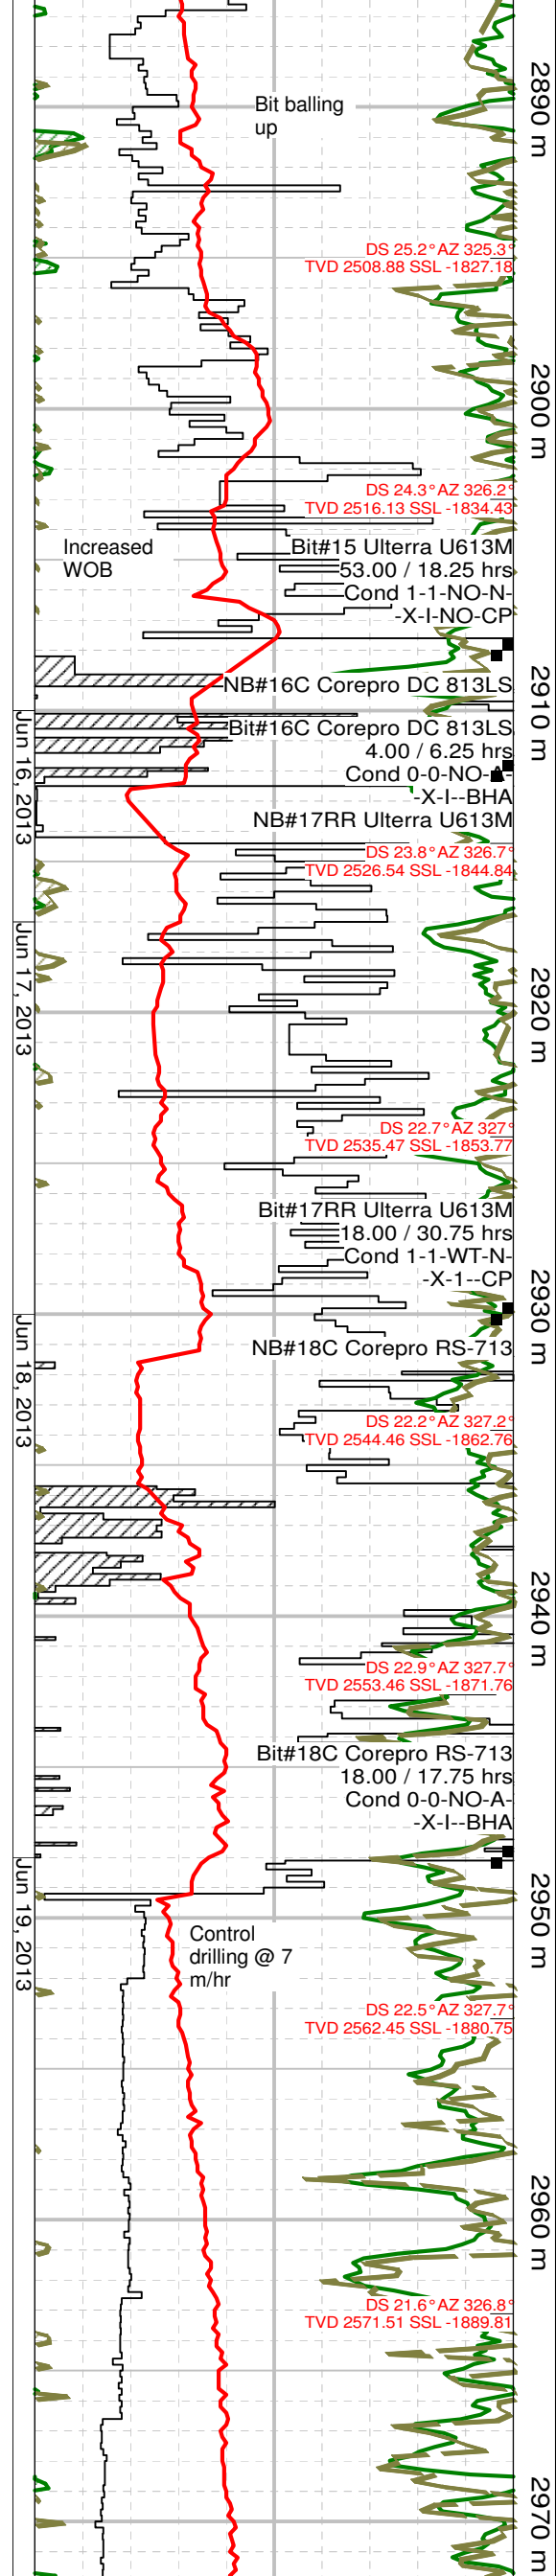 2890 m
Bit balling
up
DS 25.2° AZ 325.3°
TVD 2508.88 SSL -1827.18
2900 m
DS 24.3° AZ 326.2°
TVD 2516.13 SSL -1834.43
Increased
WOB
Bit#15 Ulterra U613M
53.00 / 18.25 hrs
Cond 1-1-NO-N-
-X-I-NO-CP
NB#16C Corepro DC 813LS
2910 m
Jun 16, 2013
Bit#16C Corepro DC 813LS
4.00 / 6.25 hrs
Cond 0-0-NO-A-
-X-I--BHA
NB#17RR Ulterra U613M
DS 23.8° AZ 326.7°
TVD 2526.54 SSL -1844.84
Jun 17, 2013
2920 m
DS 22.7° AZ 327°
TVD 2535.47 SSL -1853.77
Bit#17RR Ulterra U613M
18.00 / 30.75 hrs
Cond 1-1-WT-N-
-X-1--CP
2930 m
Jun 18, 2013
NB#18C Corepro RS-713
DS 22.2° AZ 327.2°
TVD 2544.46 SSL -1862.76
2940 m
DS 22.9° AZ 327.7°
TVD 2553.46 SSL -1871.76
Bit#18C Corepro RS-713
18.00 / 17.75 hrs
Cond 0-0-NO-A-
-X-I--BHA
Jun 19, 2013
2950 m
Control
drilling @ 7
m/hr
DS 22.5° AZ 327.7°
TVD 2562.45 SSL -1880.75
2960 m
DS 21.6° AZ 326.8°
TVD 2571.51 SSL -1889.81
2970 m